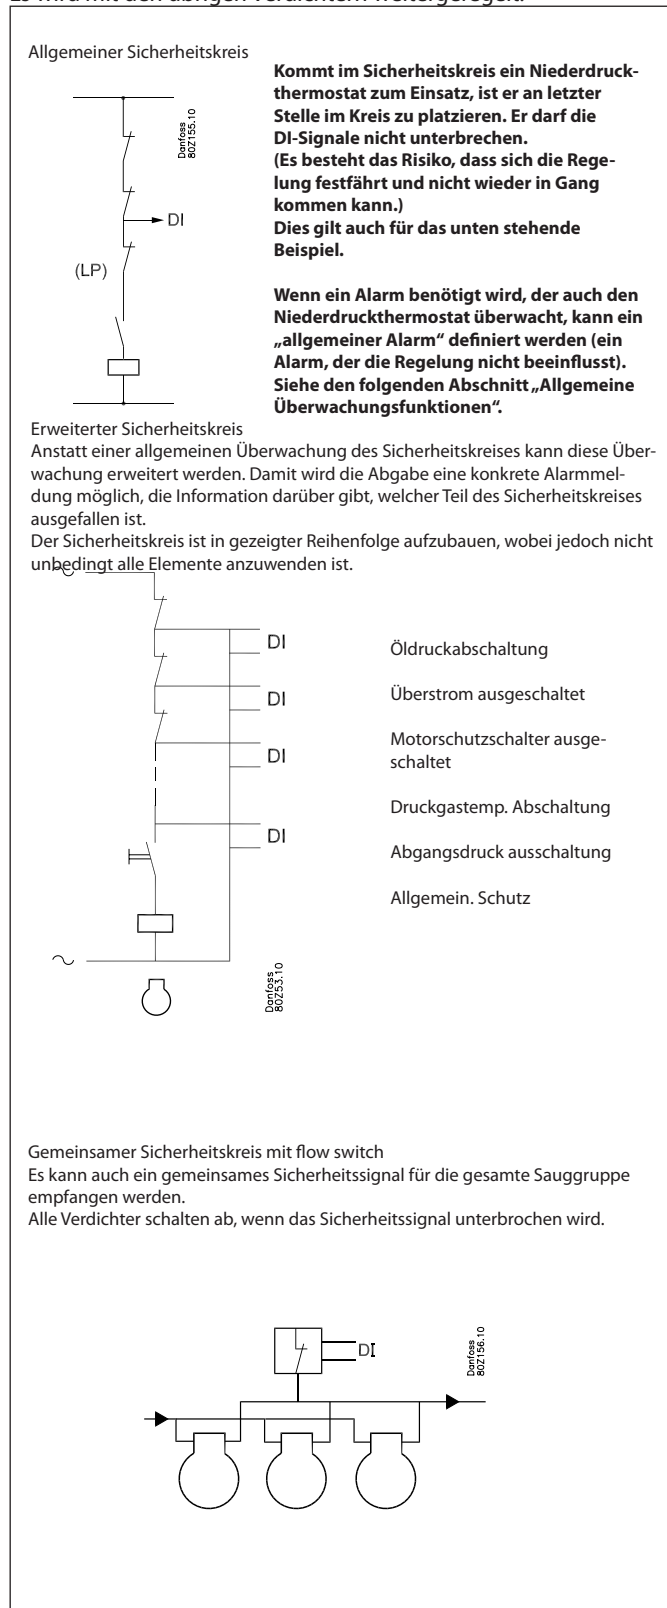 Es wird mit den übrigen Verdichtern weitergeregelt.
Allgemeiner Sicherheitskreis
Danfoss
80Z155.10
DI
(LP)
Kommt im Sicherheitskreis ein Niederdruck-
thermostat zum Einsatz, ist er an letzter
Stelle im Kreis zu platzieren. Er darf die
DI-Signale nicht unterbrechen.
(Es besteht das Risiko, dass sich die Rege-
lung festfährt und nicht wieder in Gang
kommen kann.)
Dies gilt auch für das unten stehende
Beispiel.
Wenn ein Alarm benötigt wird, der auch den
Niederdruckthermostat überwacht, kann ein
„allgemeiner Alarm“ definiert werden (ein
Alarm, der die Regelung nicht beeinflusst).
Siehe den folgenden Abschnitt „Allgemeine
Überwachungsfunktionen“.
Erweiterter Sicherheitskreis
Anstatt einer allgemeinen Überwachung des Sicherheitskreises kann diese Über-
wachung erweitert werden. Damit wird die Abgabe eine konkrete Alarmmel-
dung möglich, die Information darüber gibt, welcher Teil des Sicherheitskreises
ausgefallen ist.
Der Sicherheitskreis ist in gezeigter Reihenfolge aufzubauen, wobei jedoch nicht
unbedingt alle Elemente anzuwenden ist.
DI
DI
DI
DI
Danfoss
80Z53.10
Öldruckabschaltung
Überstrom ausgeschaltet
Motorschutzschalter ausge-
schaltet
Druckgastemp. Abschaltung
Abgangsdruck ausschaltung
Allgemein. Schutz
Gemeinsamer Sicherheitskreis mit flow switch
Es kann auch ein gemeinsames Sicherheitssignal für die gesamte Sauggruppe
empfangen werden.
Alle Verdichter schalten ab, wenn das Sicherheitssignal unterbrochen wird.
DI
Danfoss
80Z156.10